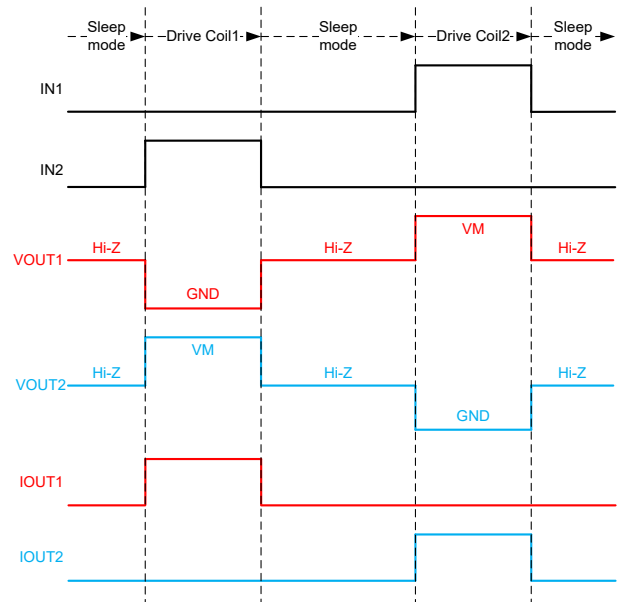 Sleep mode
Drive Coil1
Sleep mode
Drive Coil2
Sleep mode
IN1
IN2
VOUT1
Hi-Z
GND
Hi-Z
VM
Hi-Z
VOUT2
Hi-Z
VM
Hi-Z
GND
Hi-Z
IOUT1
IOUT2